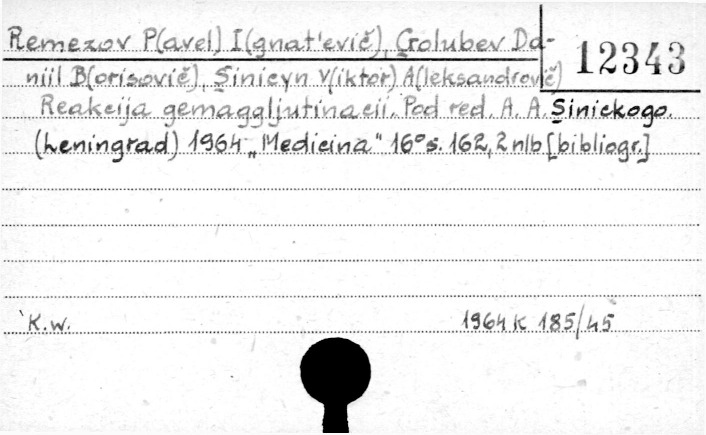 Remezov P(avel) I(gnat'evič), Golubev Da-
12343
niil B(orisovič), Sinicyn V(iktor) A(leksandrovič)
Reakcija gemaggljutinacii. Pod red. A. A. Sinickogo.
(Leningrad) 1964 „Medicina" 16° s. 162, 2 nlb [bibliogr.]
K.w. 1964 K 185/45